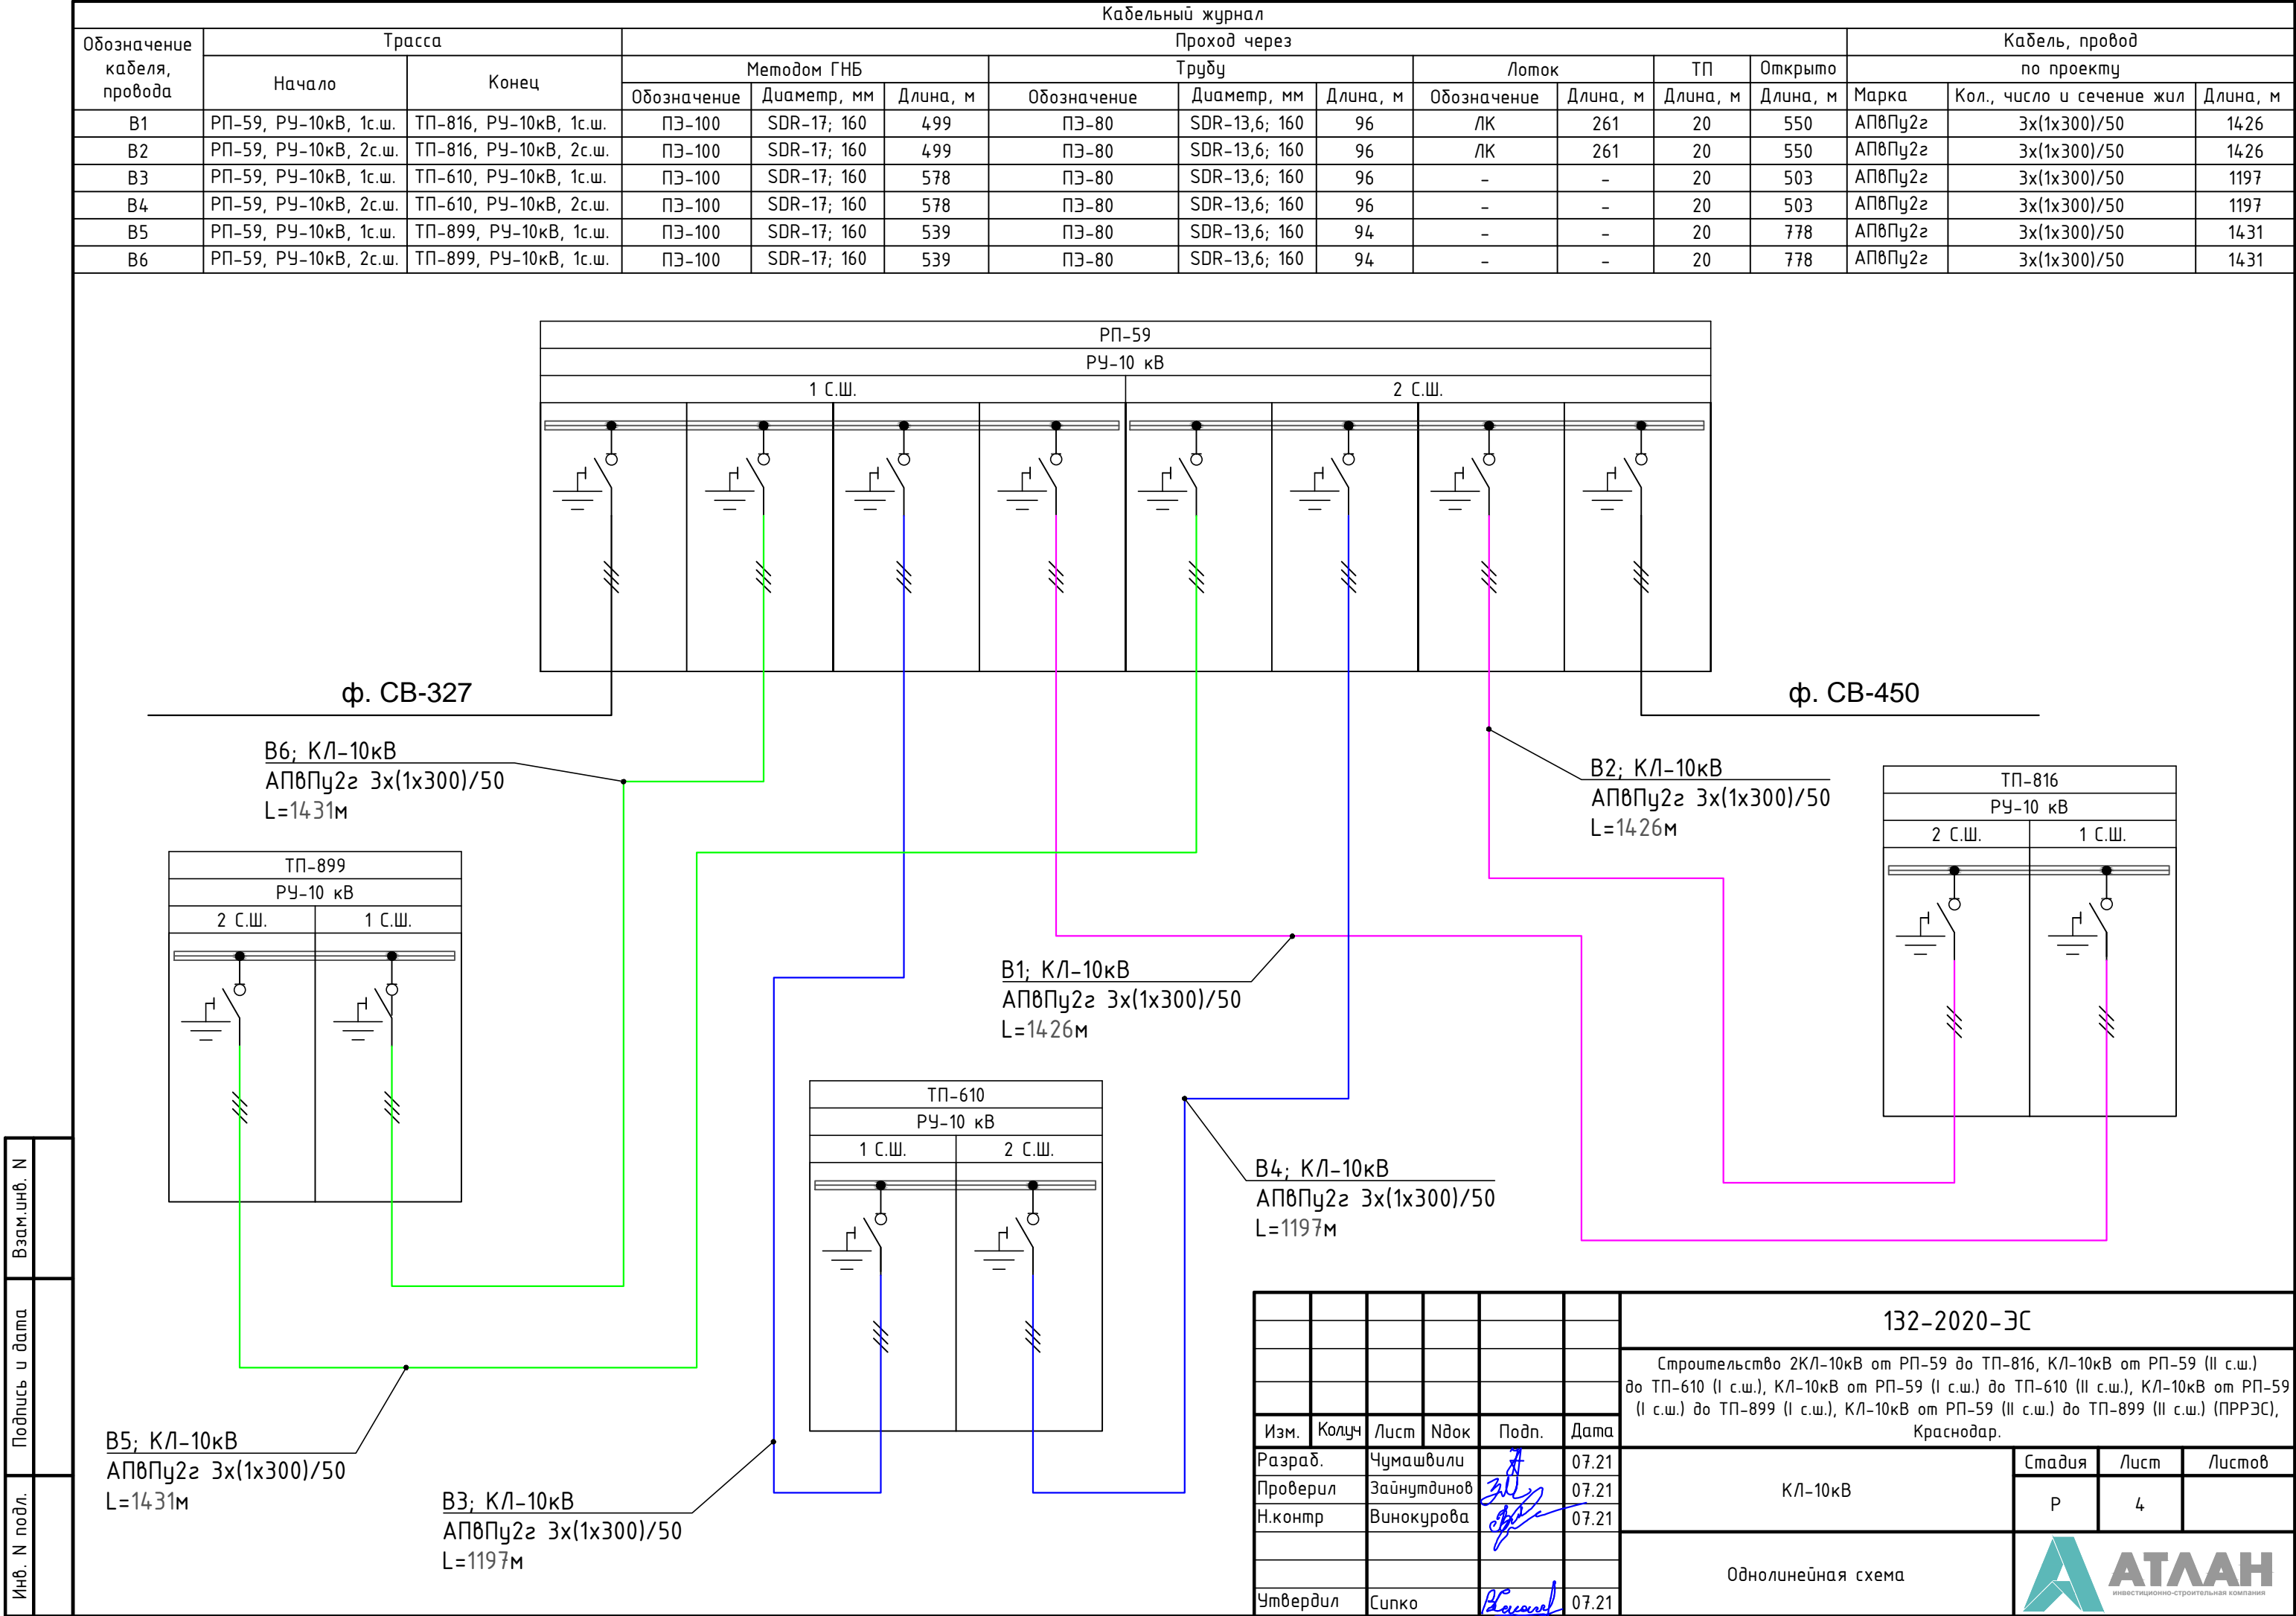 Кабельный журнал
Обозначение кабеля, провода | Трасса | Проход через | Кабель, провод
Начало | Конец | Методом ГНБ | Трубу | Лоток | ТП | Открыто | по проекту
Обозначение | Диаметр, мм | Длина, м | Обозначение | Диаметр, мм | Длина, м | Обозначение | Длина, м | Длина, м | Длина, м | Марка | Кол., число и сечение жил | Длина, м
В1 | РП-59, РУ-10кВ, 1с.ш. | ТП-816, РУ-10кВ, 1с.ш. | ПЭ-100 | SDR-17; 160 | 499 | ПЭ-80 | SDR-13,6; 160 | 96 | ЛК | 261 | 20 | 550 | АПвПу2г | 3х(1х300)/50 | 1426
В2 | РП-59, РУ-10кВ, 2с.ш. | ТП-816, РУ-10кВ, 2с.ш. | ПЭ-100 | SDR-17; 160 | 499 | ПЭ-80 | SDR-13,6; 160 | 96 | ЛК | 261 | 20 | 550 | АПвПу2г | 3х(1х300)/50 | 1426
В3 | РП-59, РУ-10кВ, 1с.ш. | ТП-610, РУ-10кВ, 1с.ш. | ПЭ-100 | SDR-17; 160 | 578 | ПЭ-80 | SDR-13,6; 160 | 96 | - | - | 20 | 503 | АПвПу2г | 3х(1х300)/50 | 1197
В4 | РП-59, РУ-10кВ, 2с.ш. | ТП-610, РУ-10кВ, 2с.ш. | ПЭ-100 | SDR-17; 160 | 578 | ПЭ-80 | SDR-13,6; 160 | 96 | - | - | 20 | 503 | АПвПу2г | 3х(1х300)/50 | 1197
В5 | РП-59, РУ-10кВ, 1с.ш. | ТП-899, РУ-10кВ, 1с.ш. | ПЭ-100 | SDR-17; 160 | 539 | ПЭ-80 | SDR-13,6; 160 | 94 | - | - | 20 | 778 | АПвПу2г | 3х(1х300)/50 | 1431
В6 | РП-59, РУ-10кВ, 2с.ш. | ТП-899, РУ-10кВ, 1с.ш. | ПЭ-100 | SDR-17; 160 | 539 | ПЭ-80 | SDR-13,6; 160 | 94 | - | - | 20 | 778 | АПвПу2г | 3х(1х300)/50 | 1431
РП-59
РУ-10 кВ
1 С.Ш. | 2 С.Ш.
ф. СВ-327
ф. СВ-450
В6; КЛ-10кВ
АПвПу2г 3х(1х300)/50
L=1431м
В2; КЛ-10кВ
АПвПу2г 3х(1х300)/50
L=1426м
ТП-816
РУ-10 кВ
2 С.Ш. | 1 С.Ш.
ТП-899
РУ-10 кВ
2 С.Ш. | 1 С.Ш.
В1; КЛ-10кВ
АПвПу2г 3х(1х300)/50
L=1426м
ТП-610
РУ-10 кВ
1 С.Ш. | 2 С.Ш.
В4; КЛ-10кВ
АПвПу2г 3х(1х300)/50
L=1197м
В5; КЛ-10кВ
АПвПу2г 3х(1х300)/50
L=1431м
В3; КЛ-10кВ
АПвПу2г 3х(1х300)/50
L=1197м
Взам.инв. N
Подпись и дата
Инв. N подл.
132-2020-ЭС
Строительство 2КЛ-10кВ от РП-59 до ТП-816, КЛ-10кВ от РП-59 (II с.ш.)
до ТП-610 (I с.ш.), КЛ-10кВ от РП-59 (I с.ш.) до ТП-610 (II с.ш.), КЛ-10кВ от РП-59
(I с.ш.) до ТП-899 (I с.ш.), КЛ-10кВ от РП-59 (II с.ш.) до ТП-899 (II с.ш.) (ПРРЭС),
Краснодар.
Изм. | Колуч | Лист | Nдок | Подп. | Дата
Разраб. | Чумашвили | 07.21
Проверил | Зайнутдинов | 07.21
Н.контр | Винокурова | 07.21
Утвердил | Сипко | 07.21
КЛ-10кВ
Стадия | Лист | Листов
Р | 4
Однолинейная схема
АТЛАН
инвестиционно-строительная компания